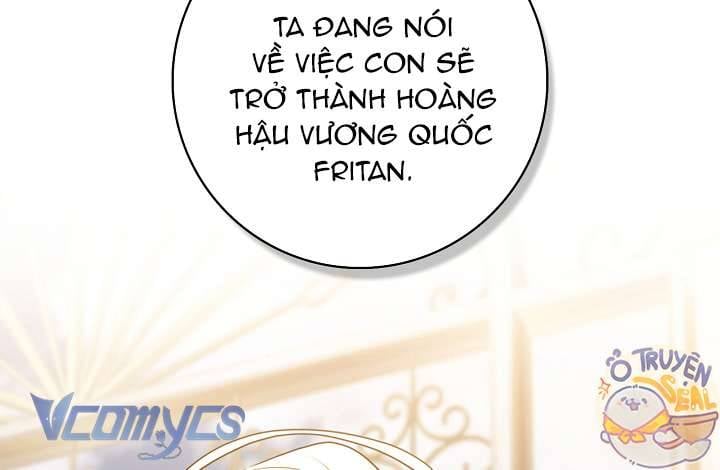 TA ĐANG NÓI
VỀ VIỆC CON SẼ
TRỞ THÀNH HOÀNG
HẬU VƯƠNG QUỐC
FRITAN.
VCOMYCS
Ổ TRUYỆN
SEAL